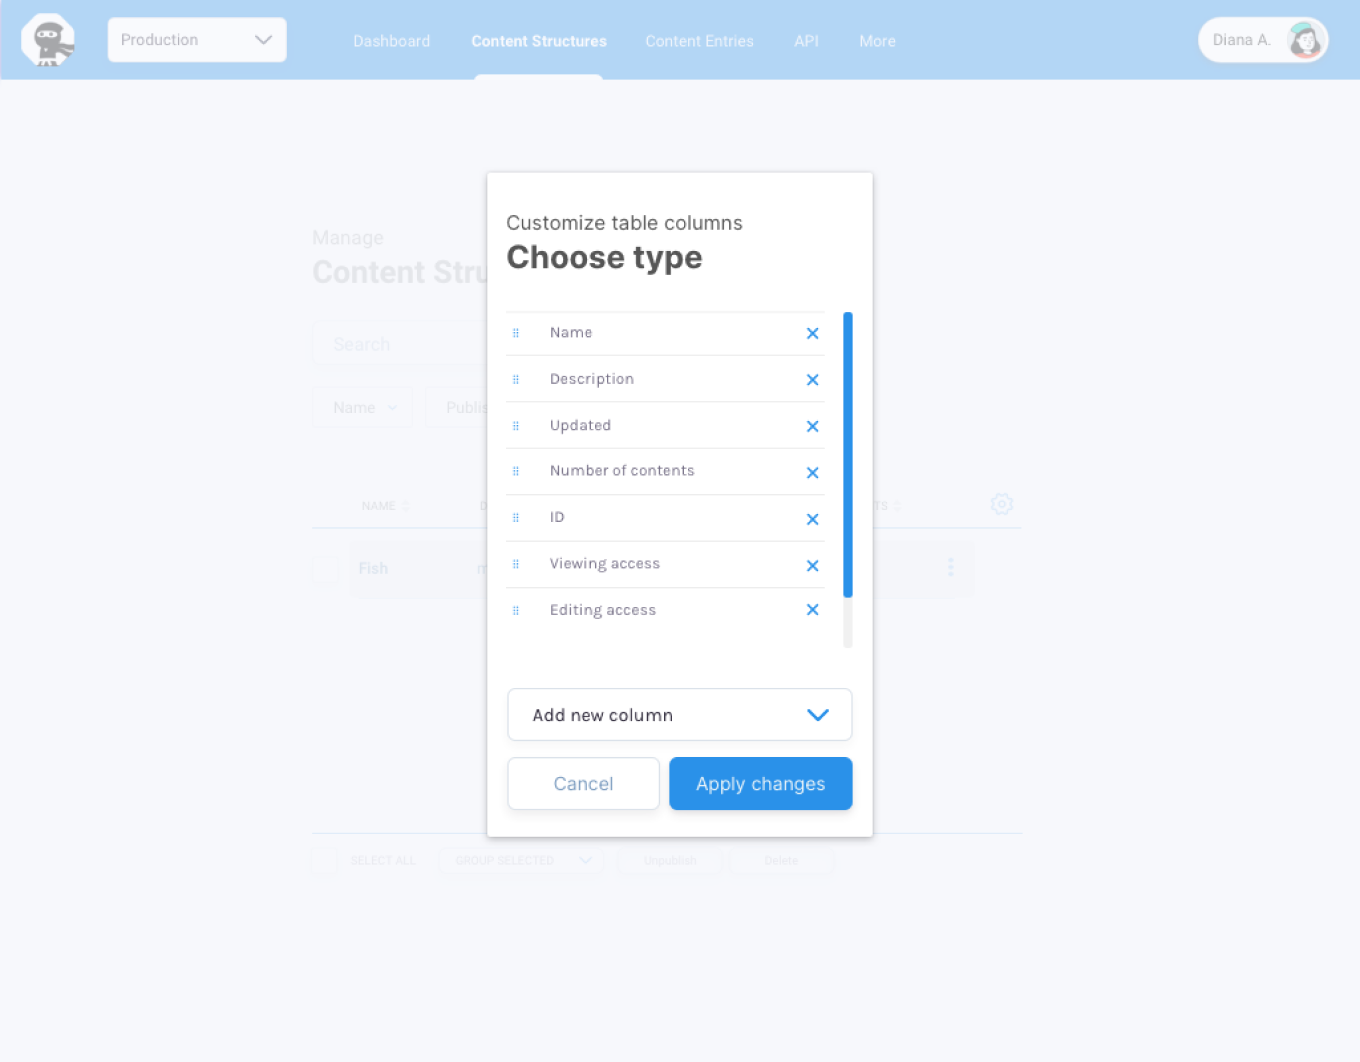 Production
Dashboard
Content Structures
Content Entries
API
More
Diana A.
Manage
Content Stru
Search
Name
Publis
NAME
D
TS
Fish
m
Customize table columns
Choose type
Name
Description
Updated
Number of contents
ID
Viewing access
Editing access
Add new column
Cancel
Apply changes
SELECT ALL
GROUP SELECTED
Unpublish
Delete